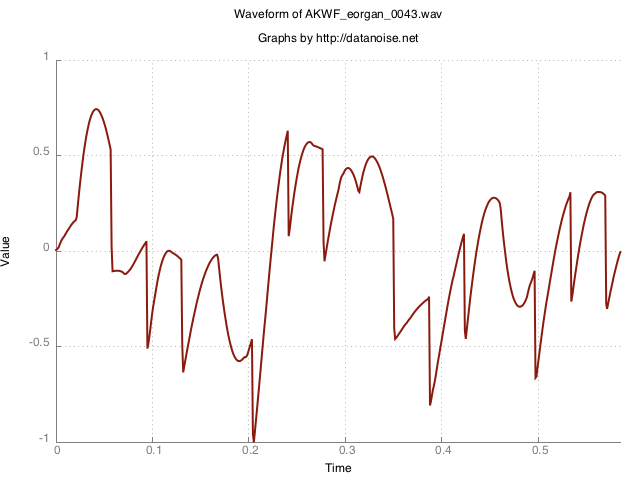 Waveform of AKWF_eorgan_0043.wav
Graphs by http://datanoise.net
1
0.5
0
-0.5
-1
Value
0 0.1 0.2 0.3 0.4 0.5
Time